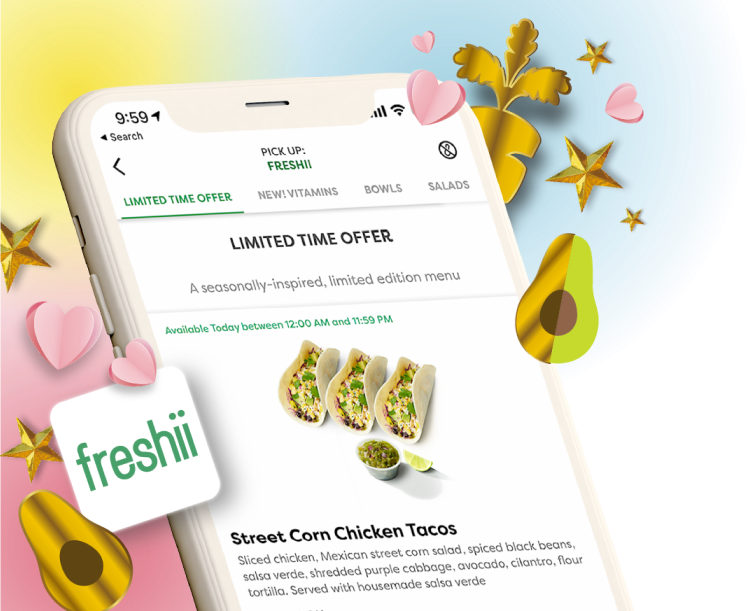 9:59
Search
PICK UP:
FRESHII
LIMITED TIME OFFER NEW! VITAMINS BOWLS SALADS
LIMITED TIME OFFER
A seasonally-inspired, limited edition menu
Available Today between 12:00 AM and 11:59 PM
freshii
Street Corn Chicken Tacos
Sliced chicken, Mexican street corn salad, spiced black beans,
salsa verde, shredded purple cabbage, avocado, cilantro, flour
tortilla. Served with housemade salsa verde